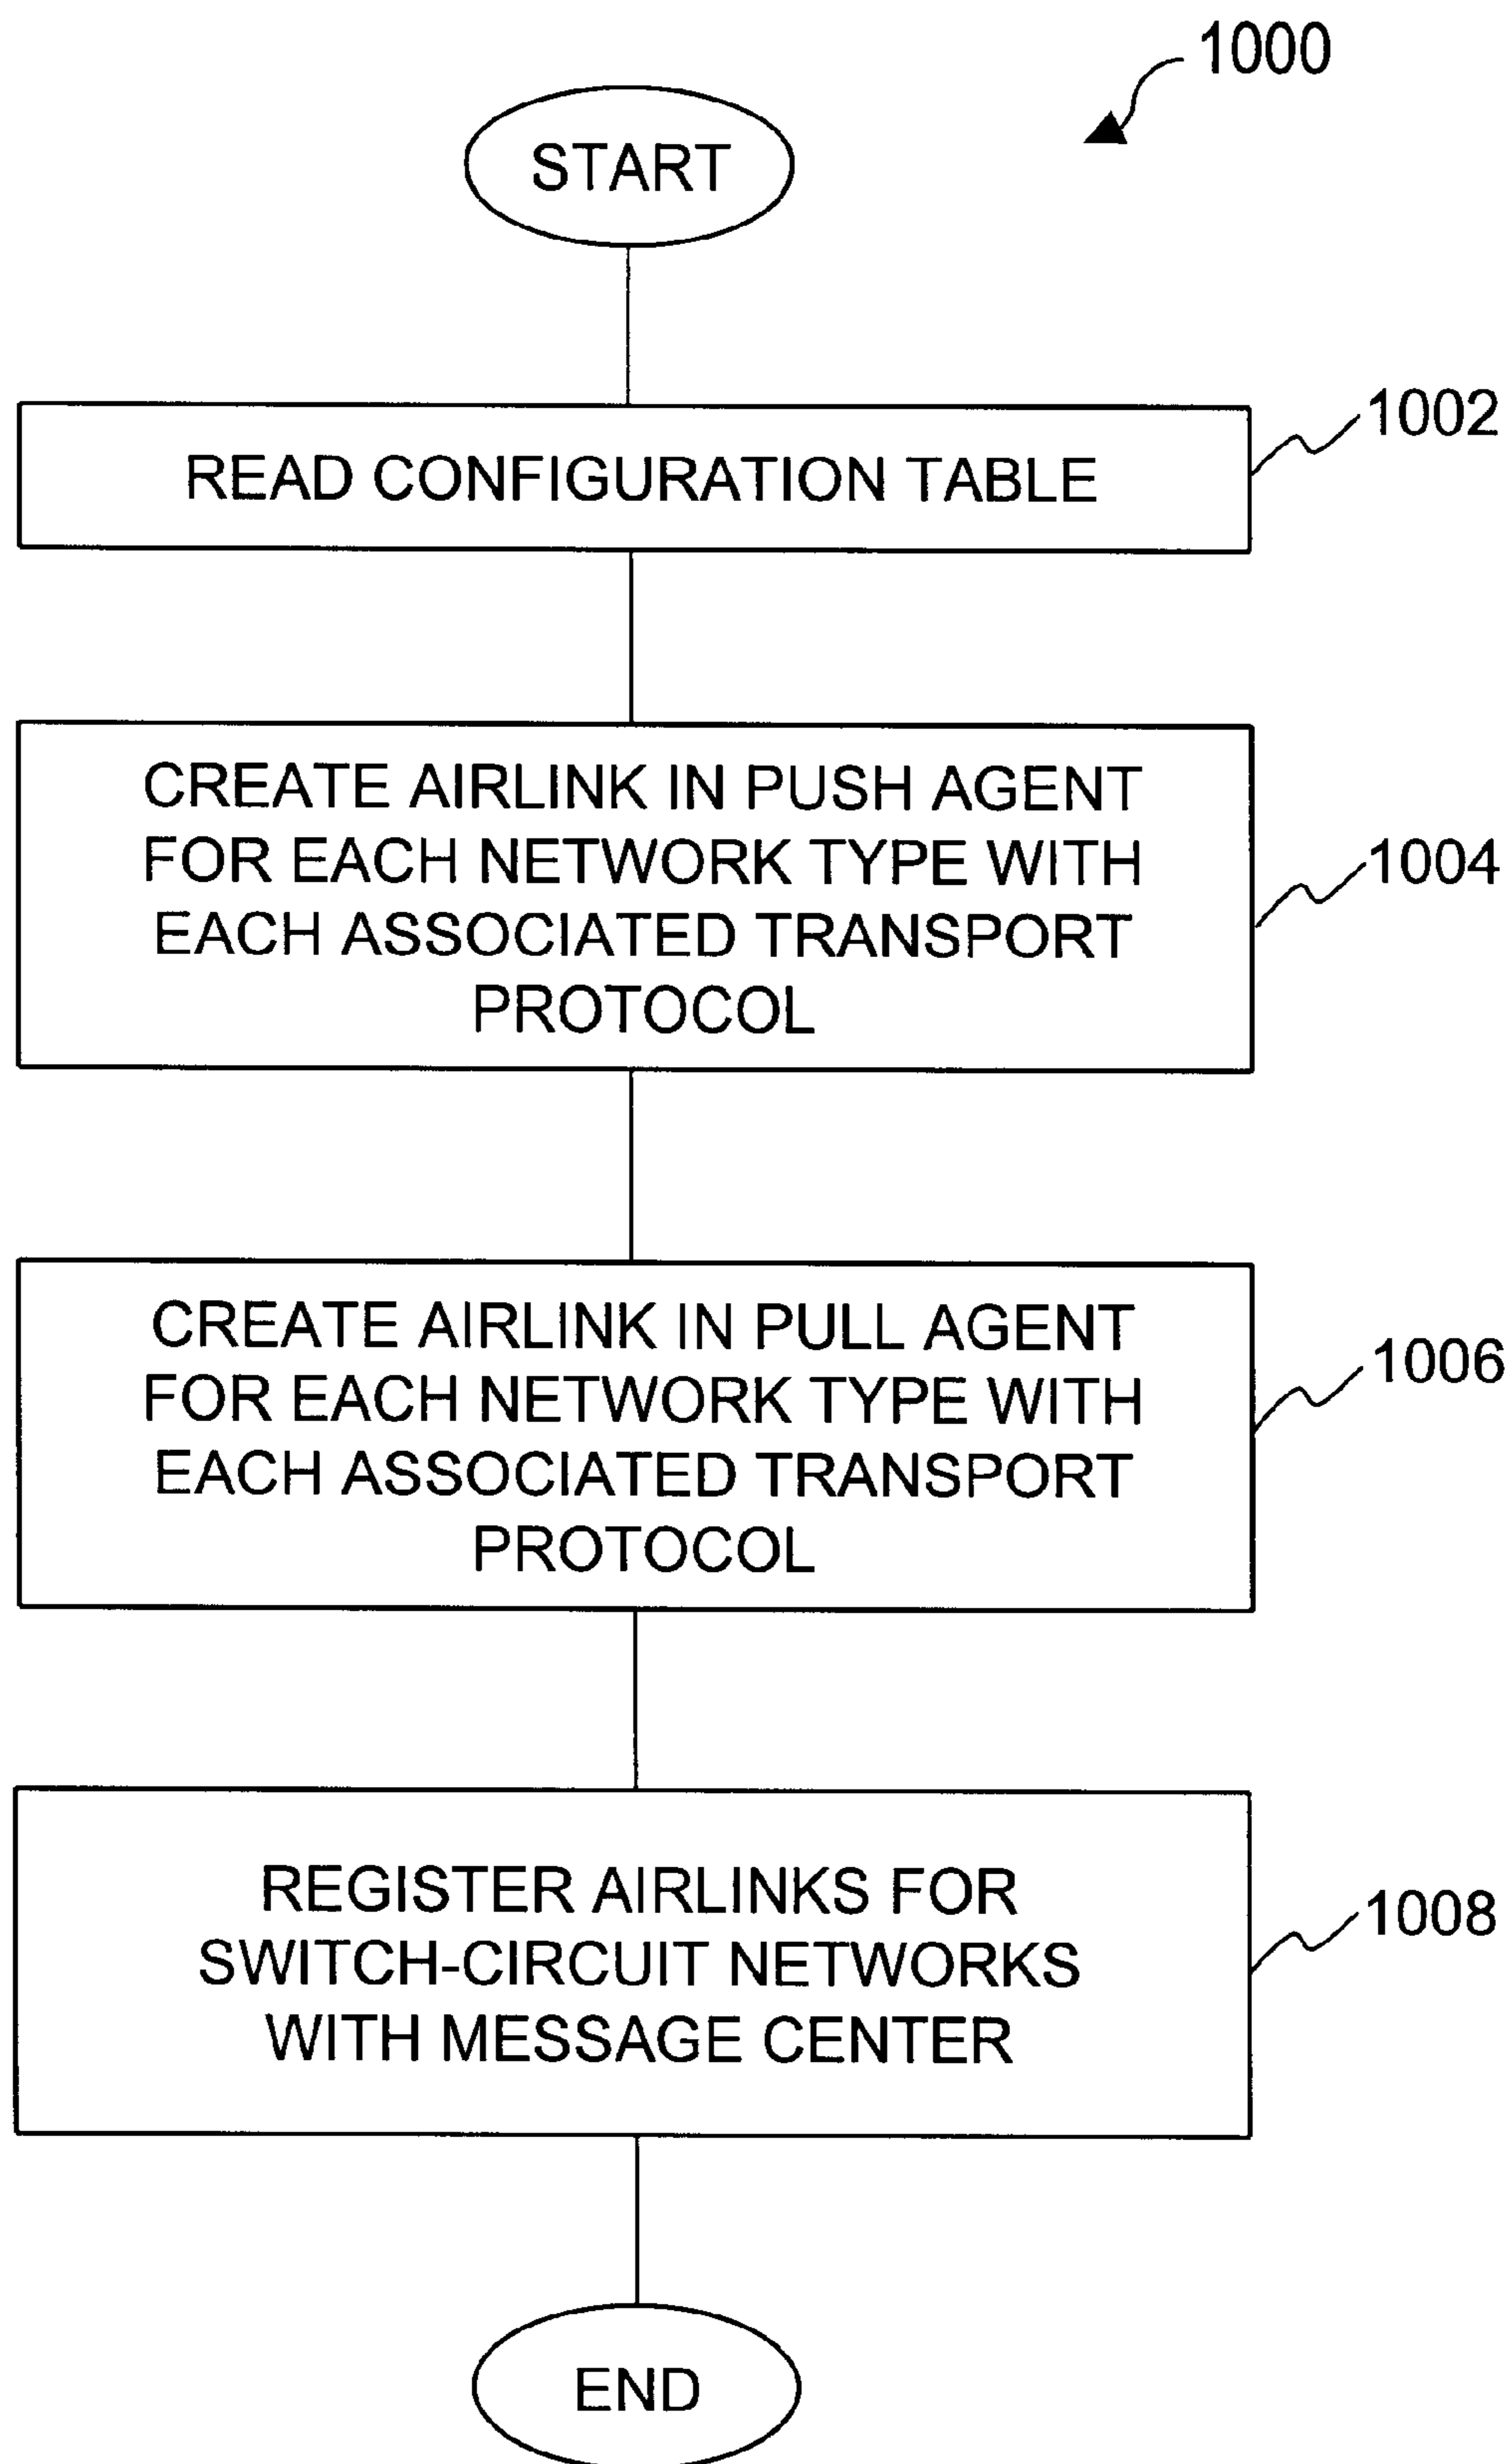 1000
START
1002
READ CONFIGURATION TABLE
CREATE AIRLINK IN PUSH AGENT
FOR EACH NETWORK TYPE WITH
EACH ASSOCIATED TRANSPORT
PROTOCOL
1004
CREATE AIRLINK IN PULL AGENT
FOR EACH NETWORK TYPE WITH
EACH ASSOCIATED TRANSPORT
PROTOCOL
1006
REGISTER AIRLINKS FOR
SWITCH-CIRCUIT NETWORKS
WITH MESSAGE CENTER
1008
END